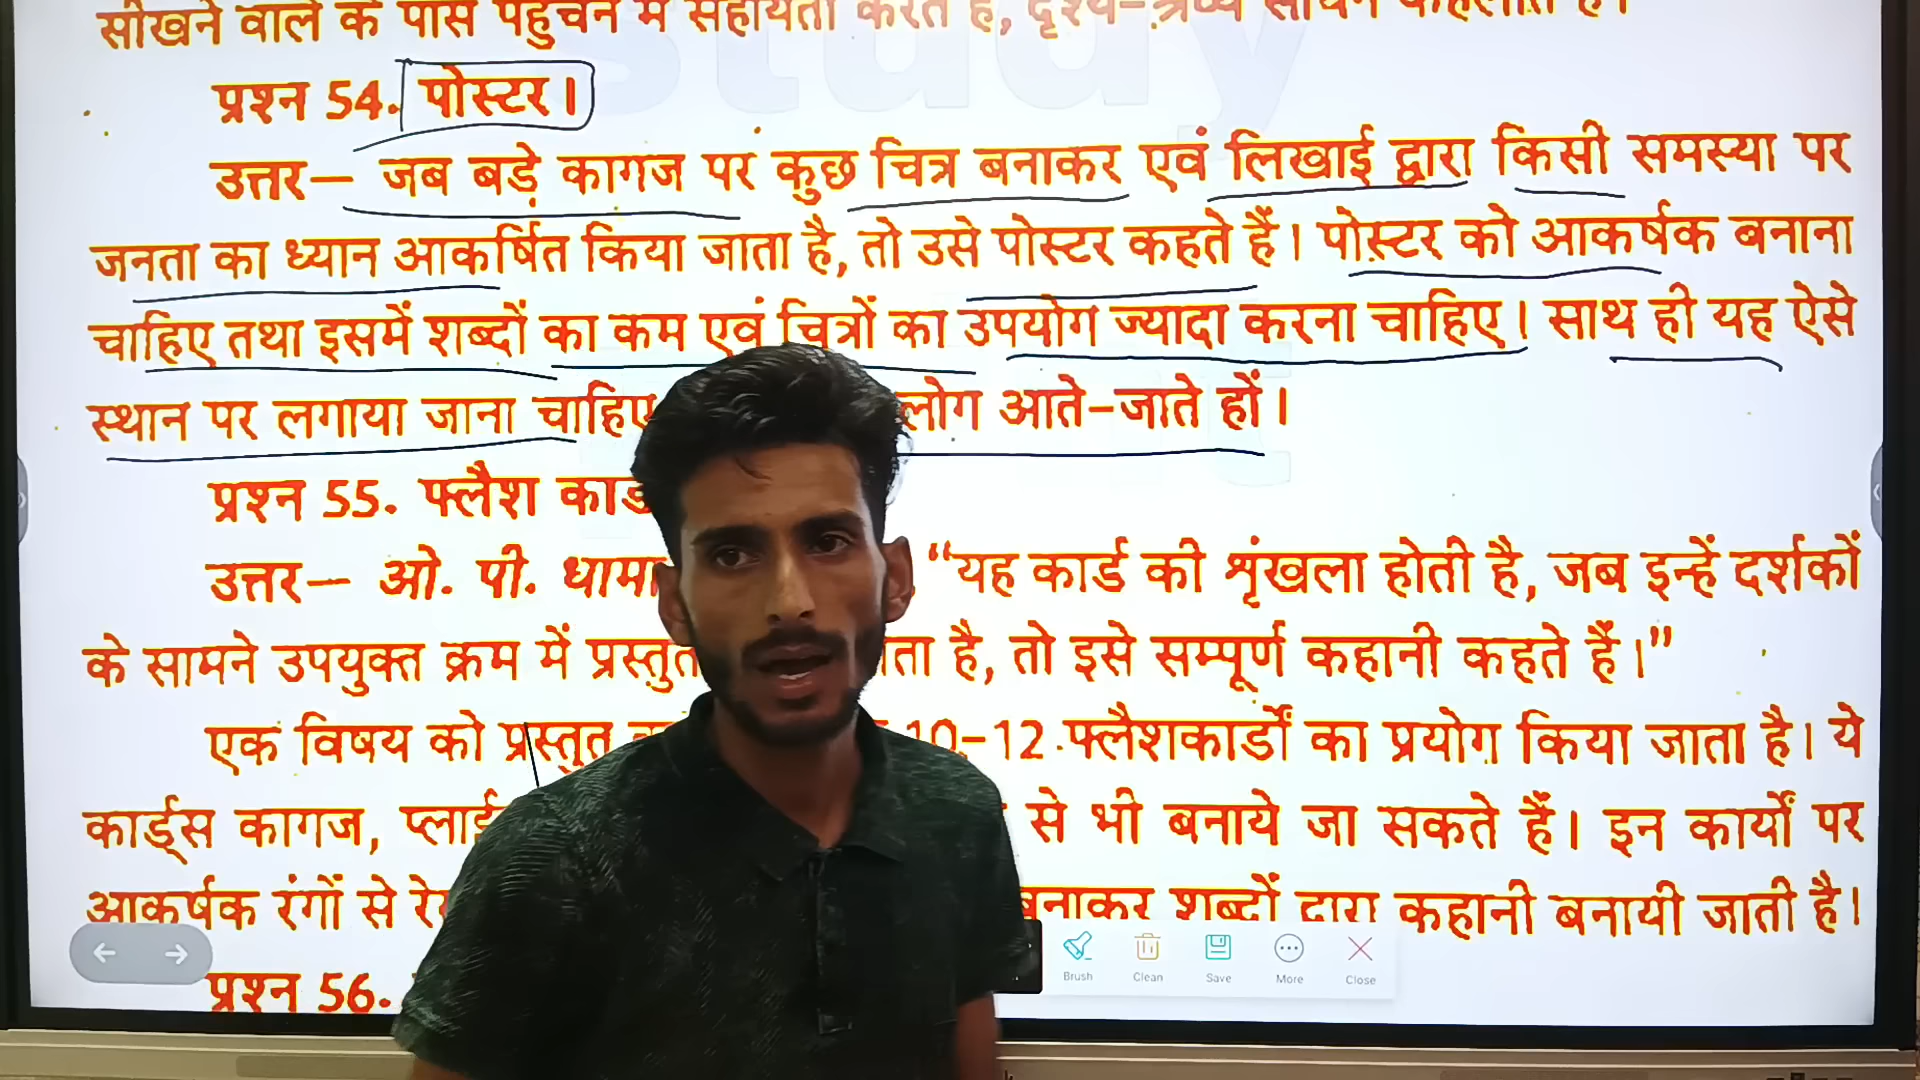 सीखने वाले के पास पहुंचने में सहायता करते हैं, दृश्य-श्रव्य साधन कहलाते हैं।
प्रश्न 54. पोस्टर।
उत्तर— जब बड़े कागज पर कुछ चित्र बनाकर एवं लिखाई द्वारा किसी समस्या पर
जनता का ध्यान आकर्षित किया जाता है, तो उसे पोस्टर कहते हैं। पोस्टर को आकर्षक बनाना
चाहिए तथा इसमें शब्दों का कम एवं चित्रों का उपयोग ज्यादा करना चाहिए। साथ ही यह ऐसे
स्थान पर लगाया जाना चाहिए लोग आते-जाते हों।
प्रश्न 55. फ्लैश कार्ड
उत्तर— ओ. पी. "यह कार्ड की शृंखला होती है, जब इन्हें दर्शकों
के सामने उपयुक्त क्रम में प्रस्तुत है, तो इसे सम्पूर्ण कहानी कहते हैं।"
एक विषय को प्रस्तुत 10-12 फ्लैशकार्डों का प्रयोग किया जाता है। ये
कार्ड्स कागज, से भी बनाये जा सकते हैं। इन कार्यों पर
आकर्षक रंगों से बनाकर शब्दों द्वारा कहानी बनायी जाती है।
प्रश्न 56.
Brush Clean Save More Close
study